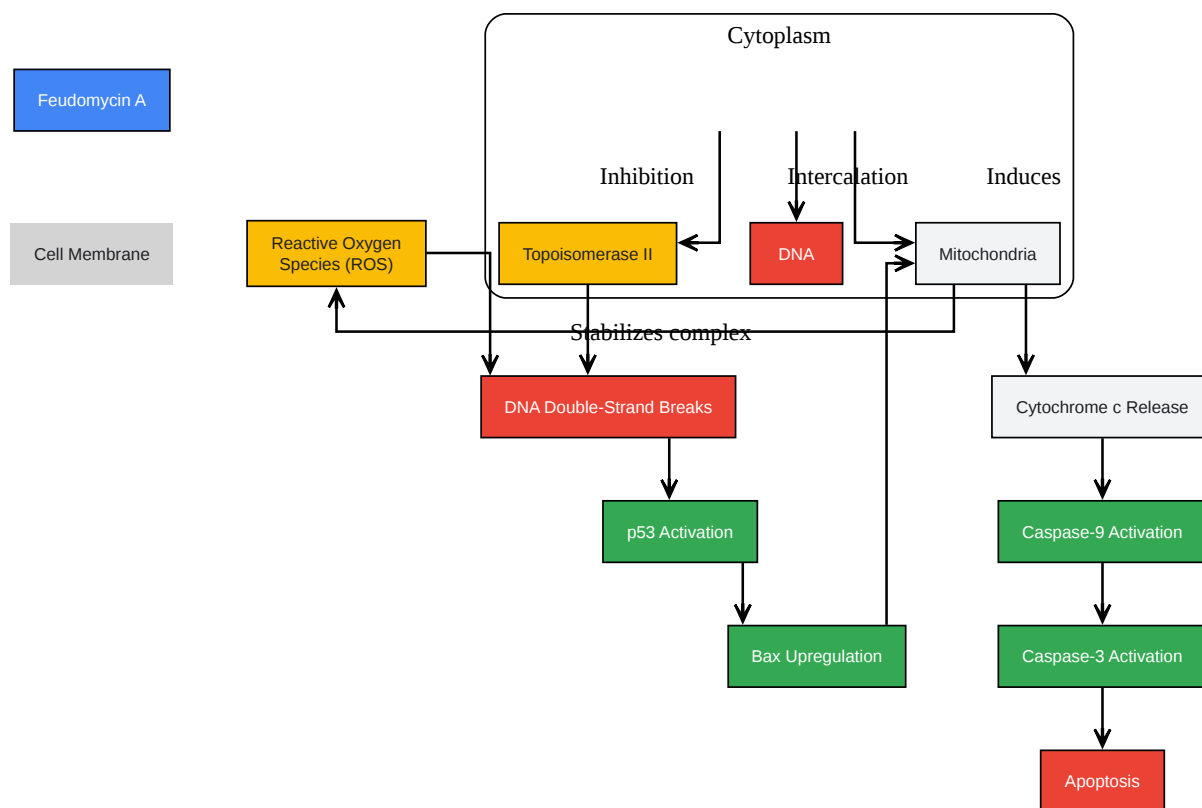 Cytoplasm
Feudomycin A
Inhibition
Intercalation
Induces
Cell Membrane
Reactive Oxygen
Species (ROS)
Topoisomerase II
DNA
Mitochondria
Stabilizes complex
DNA Double-Strand Breaks
Cytochrome c Release
p53 Activation
Caspase-9 Activation
Bax Upregulation
Caspase-3 Activation
Apoptosis